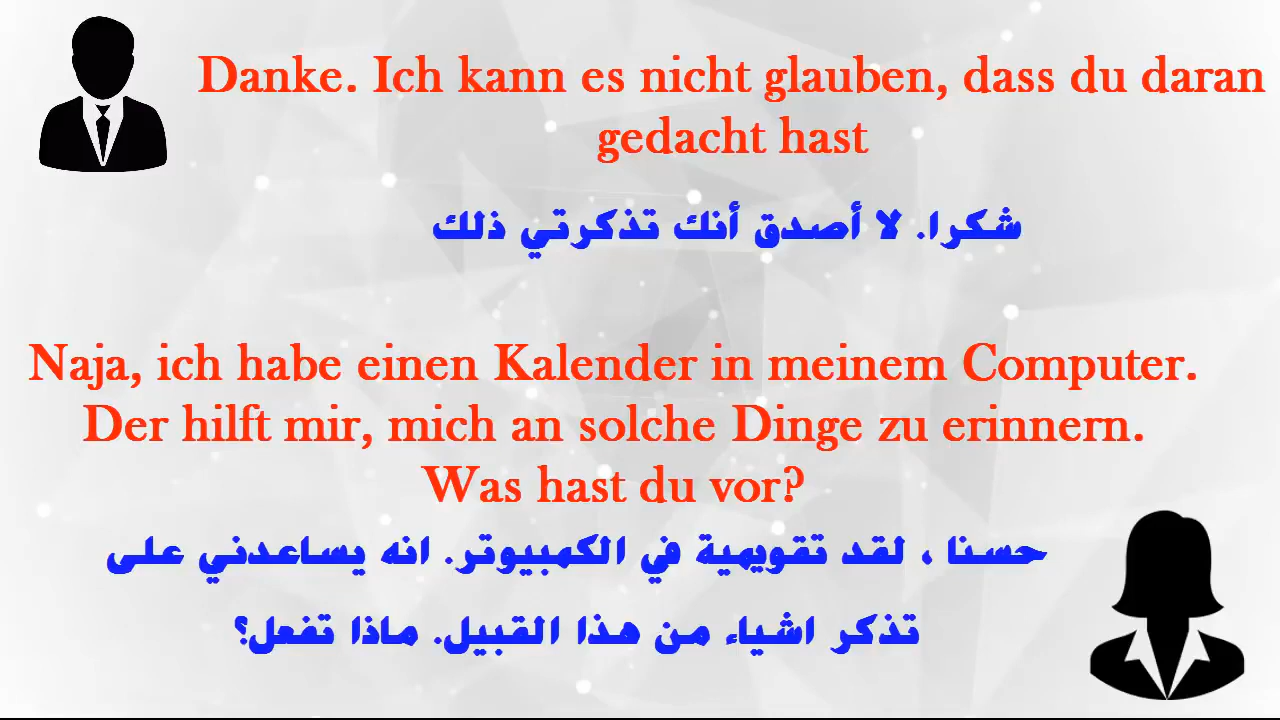 Danke. Ich kann es nicht glauben, dass du daran
gedacht hast
شكرا. لا أصدق أنك تذكرتي ذلك
Naja, ich habe einen Kalender in meinem Computer.
Der hilft mir, mich an solche Dinge zu erinnern.
Was hast du vor?
حسنا ، لقد تقويمية في الكمبيوتر. انه يساعدني على
تذكر اشياء من هذا القبيل. ماذا تفعل؟